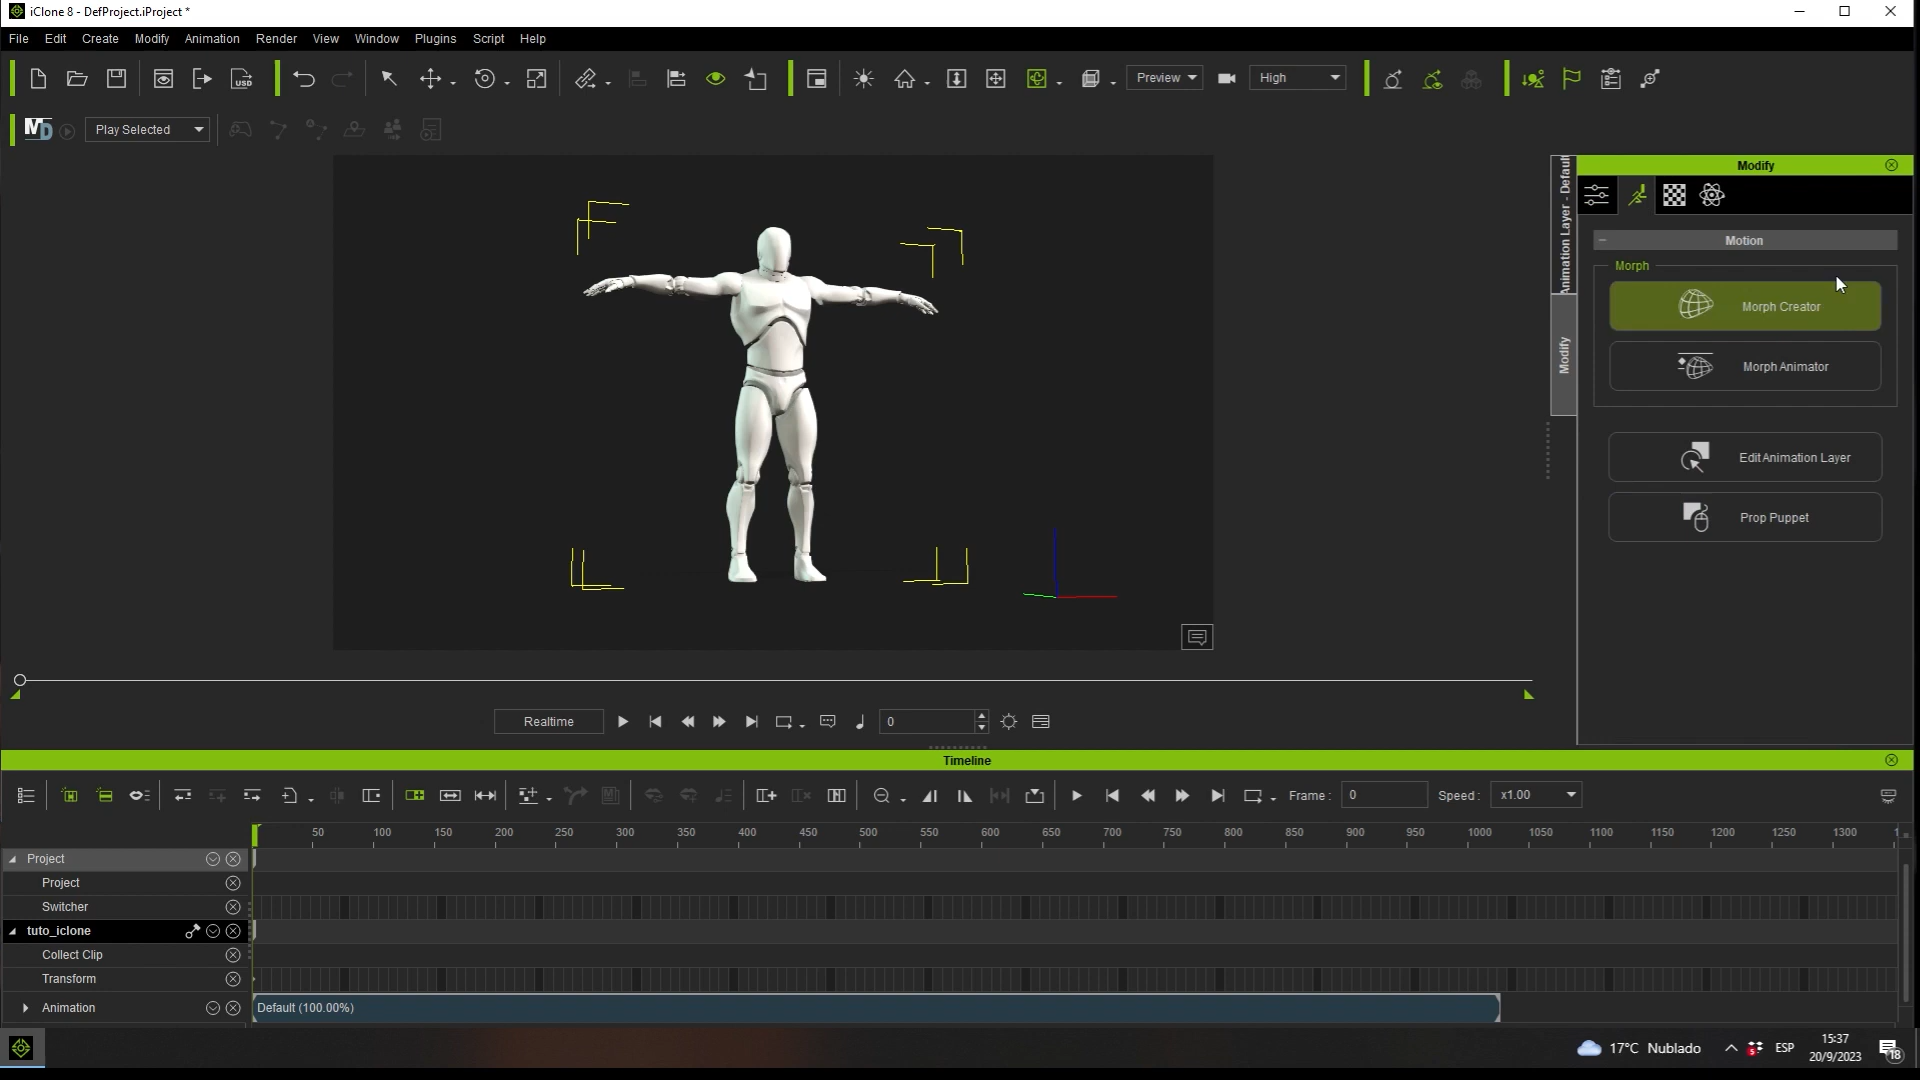 iClone 8 - DefProject.iProject *
File Edit Create Modify Animation Render View Window Plugins Script Help
USD Preview High
MD Play Selected
Animation Layer - Default
Modify
Modify
Motion
Morph
Morph Creator
Morph Animator
Edit Animation Layer
Prop Puppet
Realtime 0
Timeline
Frame : 0 Speed : x1.00
50 100 150 200 250 300 350 400 450 500 550 600 650 700 750 800 850 900 950 1000 1050 1100 1150 1200 1250 1300
Project
Project
Switcher
tuto_iclone
Collect Clip
Transform
Animation Default (100.00%)
17°C Nublado ESP 15:37
20/9/2023 18